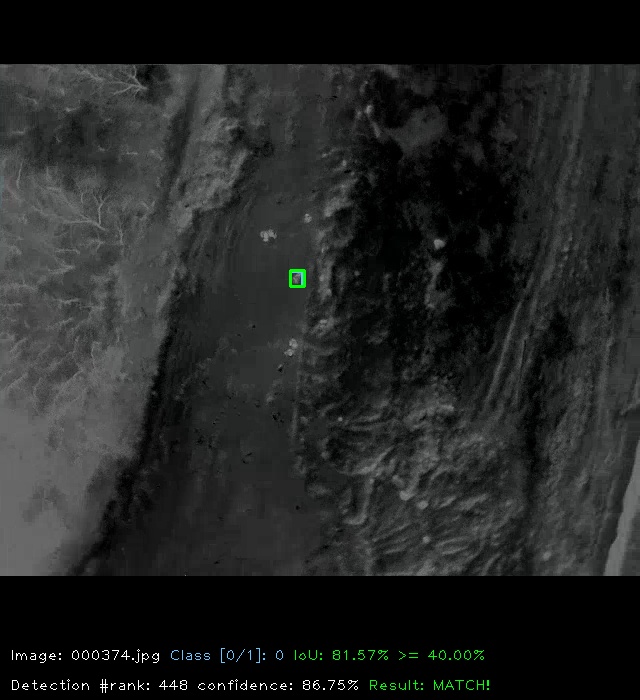 Image: 000374.jpg Class [0/1]: 0 IoU: 81.57% >= 40.00%
Detection #rank: 448 confidence: 86.75% Result: MATCH!